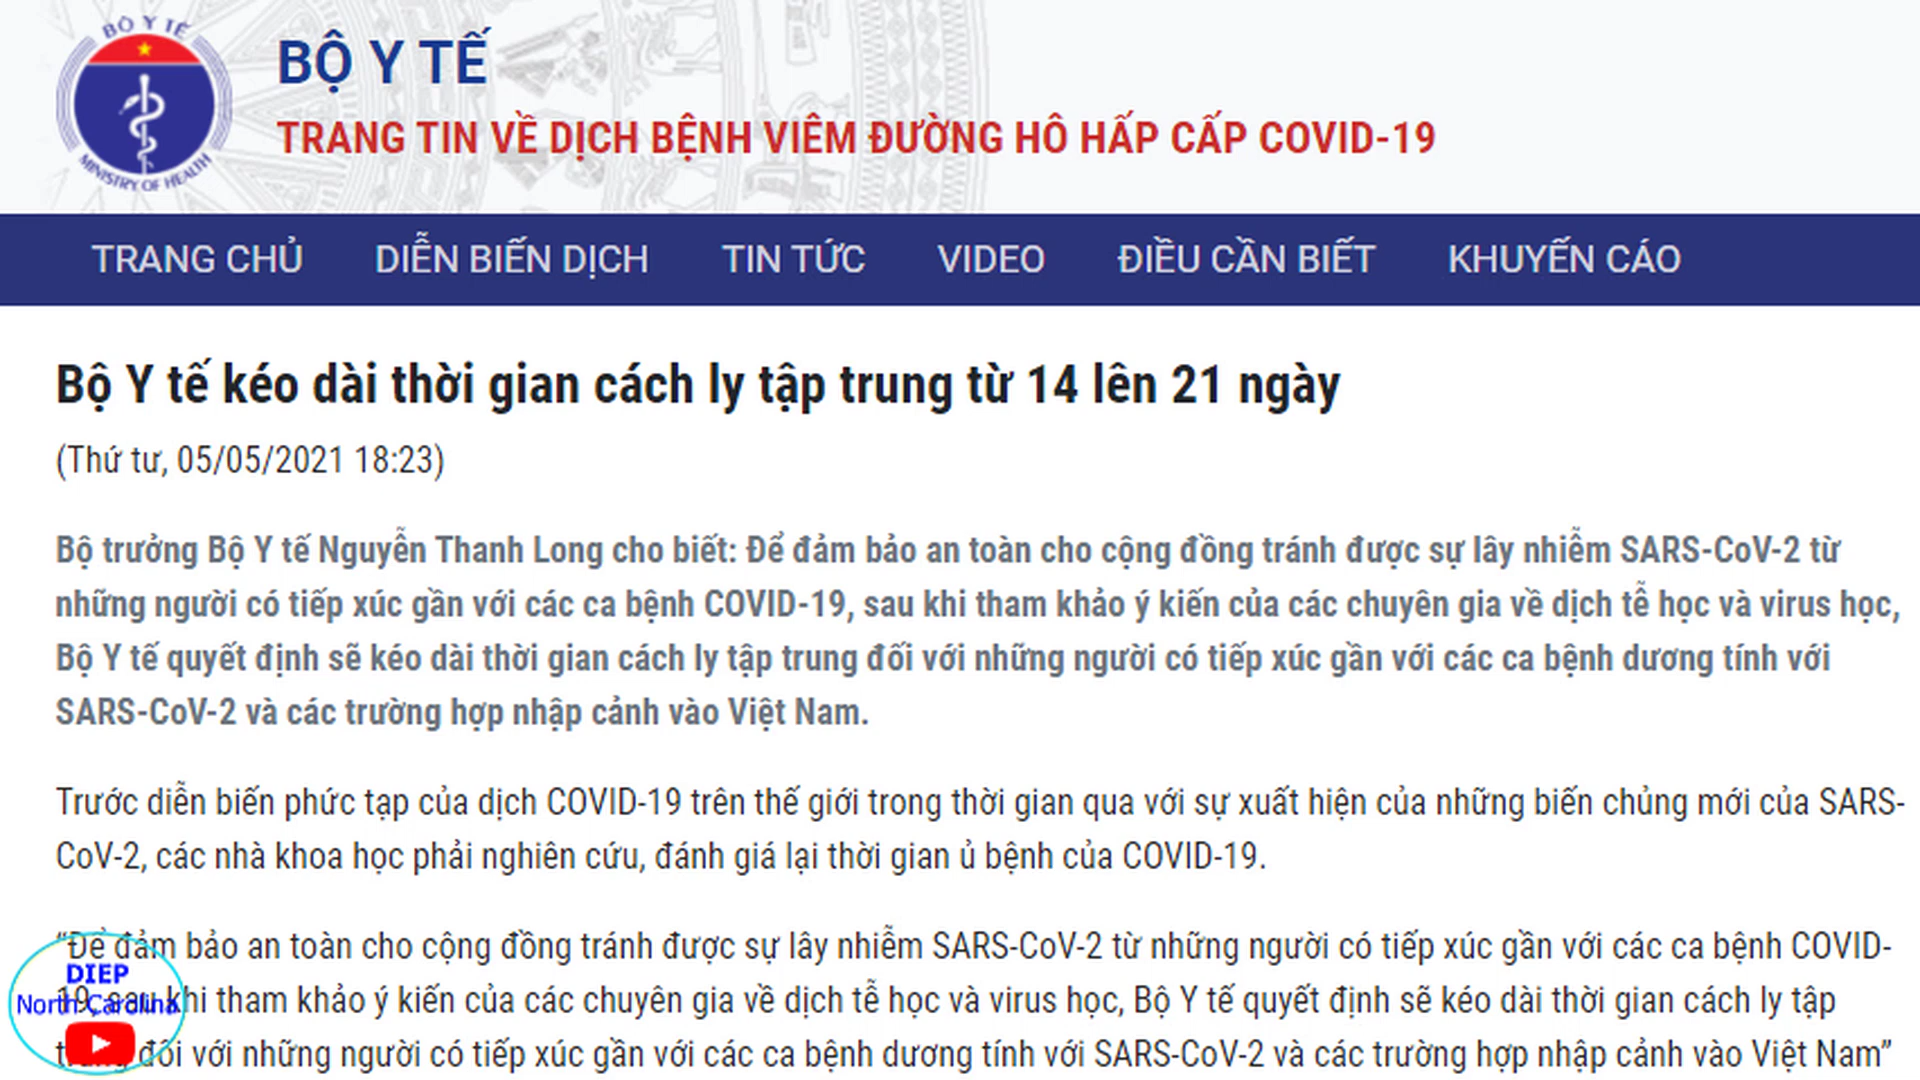 BỘ Y TẾ
MINISTRY OF HEALTH
BỘ Y TẾ
TRANG TIN VỀ DỊCH BỆNH VIÊM ĐƯỜNG HÔ HẤP CẤP COVID-19
TRANG CHỦ DIỄN BIẾN DỊCH TIN TỨC VIDEO ĐIỀU CẦN BIẾT KHUYẾN CÁO
Bộ Y tế kéo dài thời gian cách ly tập trung từ 14 lên 21 ngày
(Thứ tư, 05/05/2021 18:23)
Bộ trưởng Bộ Y tế Nguyễn Thanh Long cho biết: Để đảm bảo an toàn cho cộng đồng tránh được sự lây nhiễm SARS-CoV-2 từ
những người có tiếp xúc gần với các ca bệnh COVID-19, sau khi tham khảo ý kiến của các chuyên gia về dịch tễ học và virus học,
Bộ Y tế quyết định sẽ kéo dài thời gian cách ly tập trung đối với những người có tiếp xúc gần với các ca bệnh dương tính với
SARS-CoV-2 và các trường hợp nhập cảnh vào Việt Nam.
Trước diễn biến phức tạp của dịch COVID-19 trên thế giới trong thời gian qua với sự xuất hiện của những biến chủng mới của SARS-
CoV-2, các nhà khoa học phải nghiên cứu, đánh giá lại thời gian ủ bệnh của COVID-19.
“Để đảm bảo an toàn cho cộng đồng tránh được sự lây nhiễm SARS-CoV-2 từ những người có tiếp xúc gần với các ca bệnh COVID-
19, sau khi tham khảo ý kiến của các chuyên gia về dịch tễ học và virus học, Bộ Y tế quyết định sẽ kéo dài thời gian cách ly tập
trung đối với những người có tiếp xúc gần với các ca bệnh dương tính với SARS-CoV-2 và các trường hợp nhập cảnh vào Việt Nam”
DIEP
North Carolina